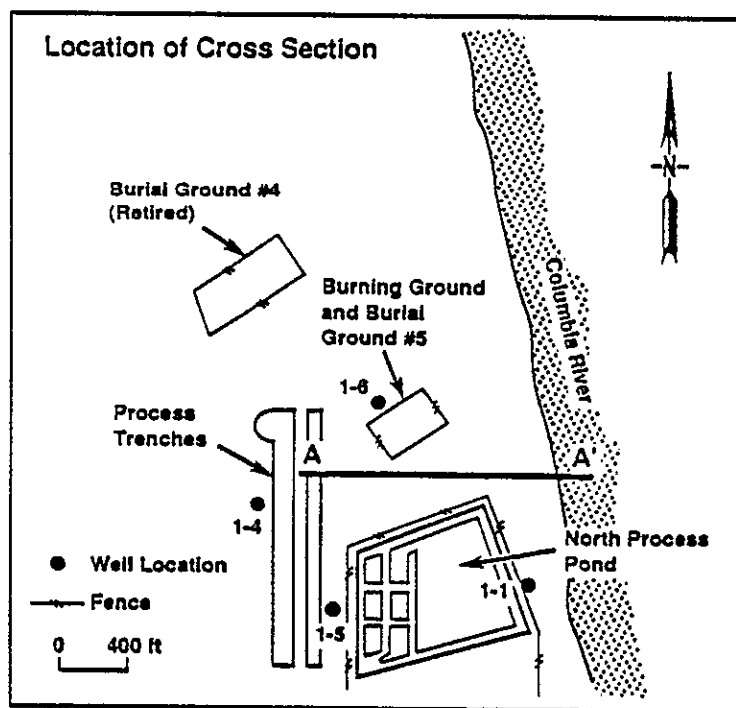 Location of Cross Section
-N-
Burial Ground #4
(Retired)
Burning Ground
and Burial
Ground #5
Columbia River
1-6
Process
Trenches
A
A'
1-4
North Process
Pond
Well Location
1-1
Fence
1-5
0 400 ft